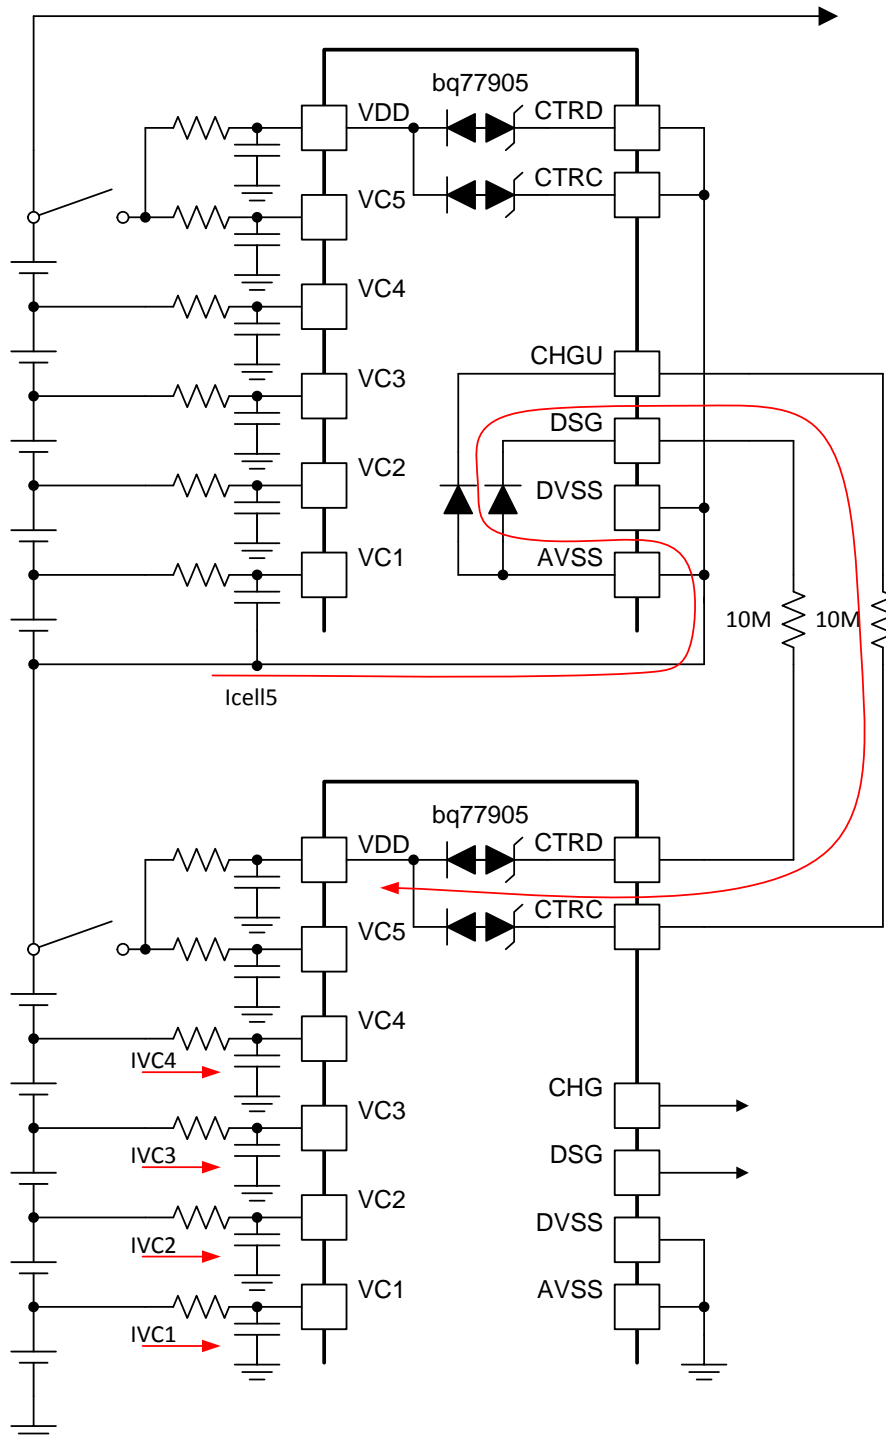 bq77905
VDD
CTRD
CTRC
VC5
VC4
CHGU
VC3
DSG
VC2
DVSS
VC1
AVSS
10M
10M
Icell5
bq77905
VDD
CTRD
CTRC
VC5
VC4
IVC4
CHG
VC3
IVC3
DSG
VC2
IVC2
DVSS
VC1
AVSS
IVC1